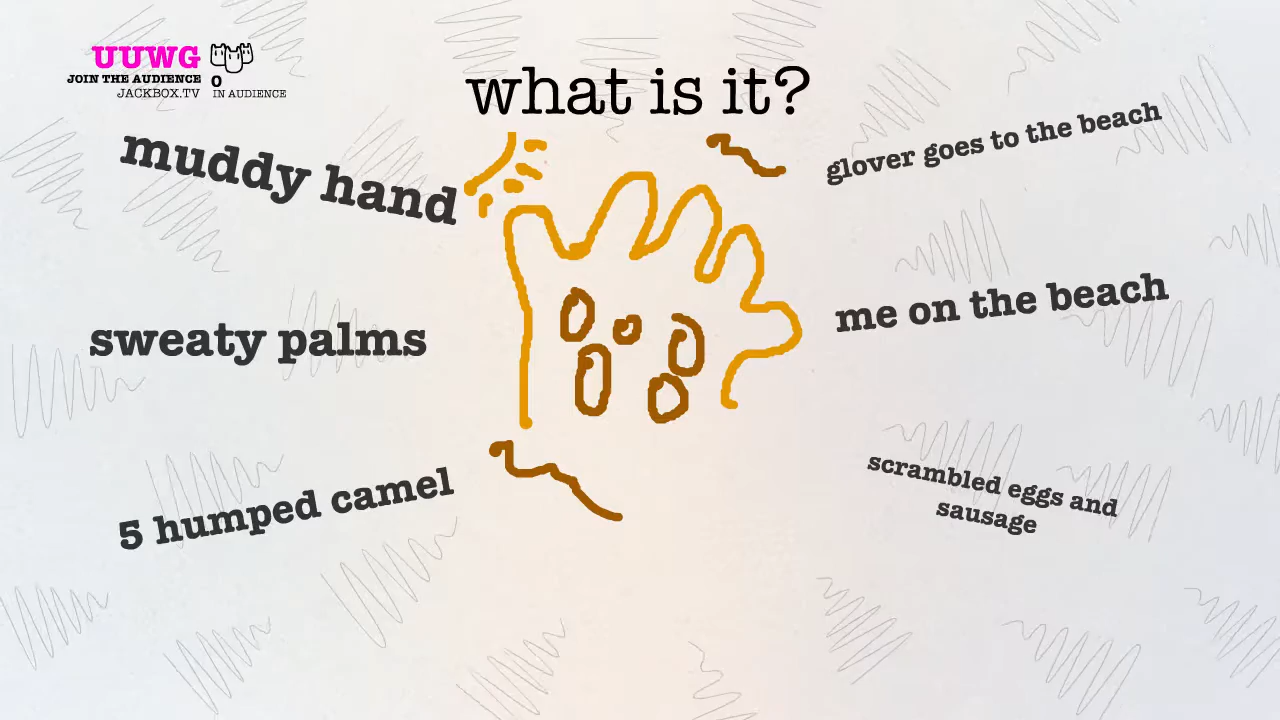 UUWG
JOIN THE AUDIENCE
JACKBOX.TV
0
IN AUDIENCE
what is it?
muddy hand
glover goes to the beach
sweaty palms
me on the beach
5 humped camel
scrambled eggs and
sausage